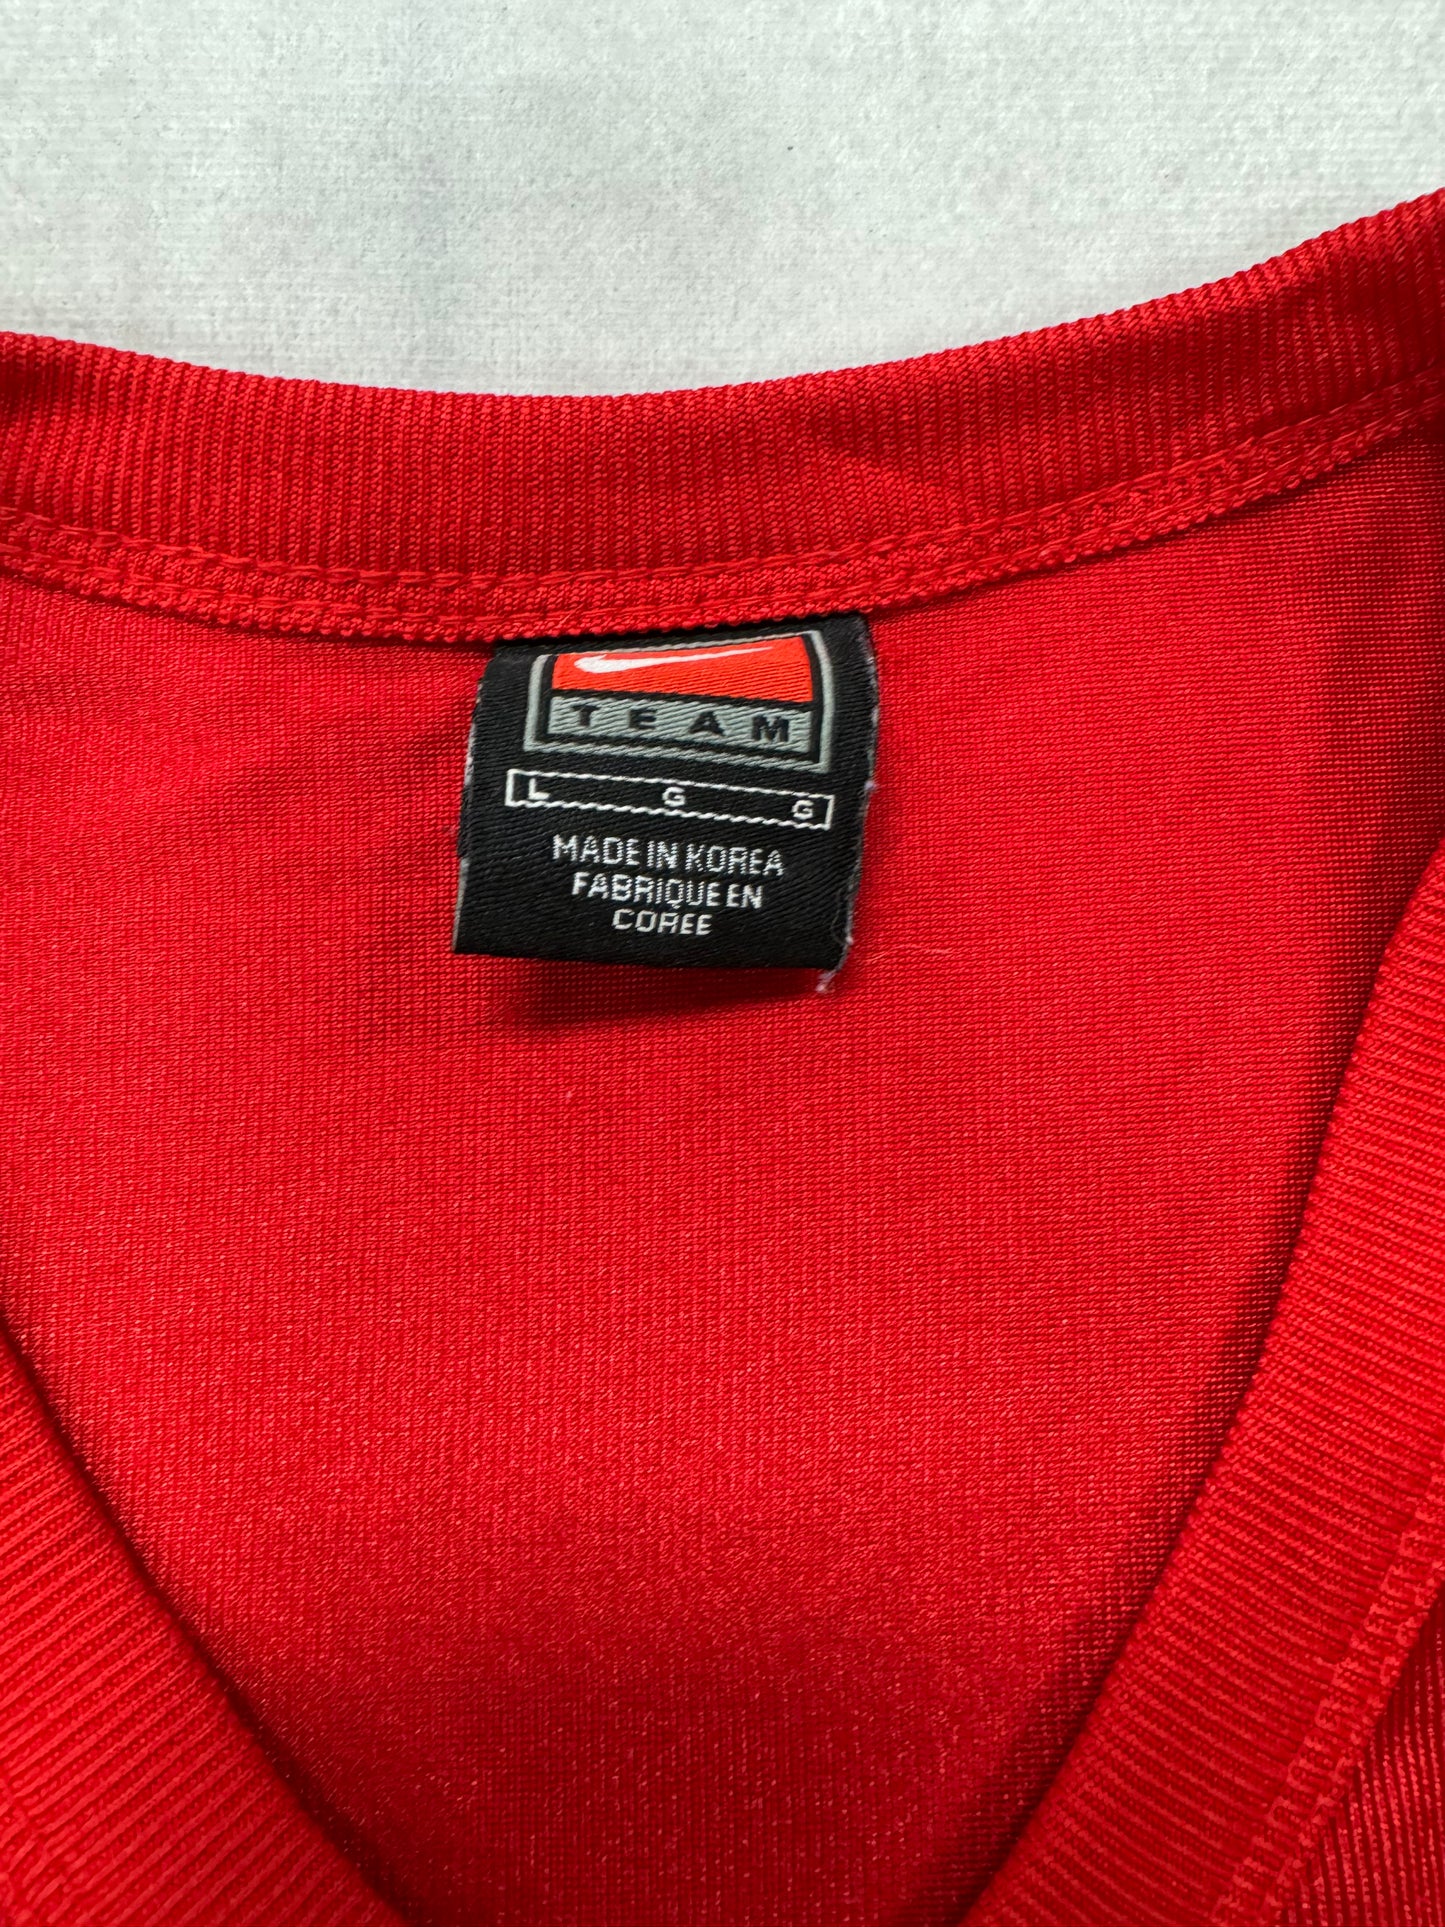 TEAM
L G G
MADE IN KOREA
FABRIQUE EN
COREE